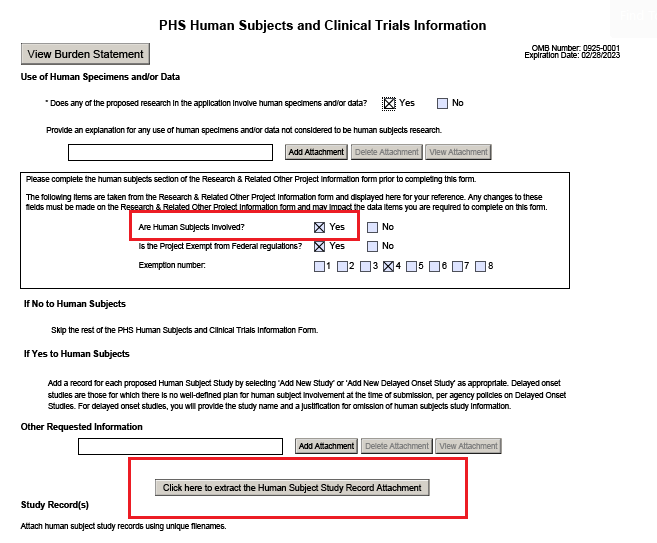 PHS Human Subjects and Clinical Trials Information
View Burden Statement
OMB Number: 0925-0001
Expiration Date: 02/28/2023
Use of Human Specimens and/or Data
* Does any of the proposed research in the application involve human specimens and/or data? Yes No
Provide an explanation for any use of human specimens and/or data not considered to be human subjects research.
Add Attachment Delete Attachment View Attachment
Please complete the human subjects section of the Research & Related Other Project Information form prior to completing this form.
The following items are taken from the Research & Related Other Project Information form and displayed here for your reference. Any changes to these
fields must be made on the Research & Related Other Project Information form and may impact the data items you are required to complete on this form.
Are Human Subjects Involved? Yes No
Is the Project Exempt from Federal regulations? Yes No
Exemption number: 1 2 3 4 5 6 7 8
If No to Human Subjects
Skip the rest of the PHS Human Subjects and Clinical Trials Information Form.
If Yes to Human Subjects
Add a record for each proposed Human Subject Study by selecting 'Add New Study' or 'Add New Delayed Onset Study' as appropriate. Delayed onset
studies are those for which there is no well-defined plan for human subject involvement at the time of submission, per agency policies on Delayed Onset
Studies. For delayed onset studies, you will provide the study name and a justification for omission of human subjects study information.
Other Requested Information
Add Attachment Delete Attachment View Attachment
Click here to extract the Human Subject Study Record Attachment
Study Record(s)
Attach human subject study records using unique filenames.